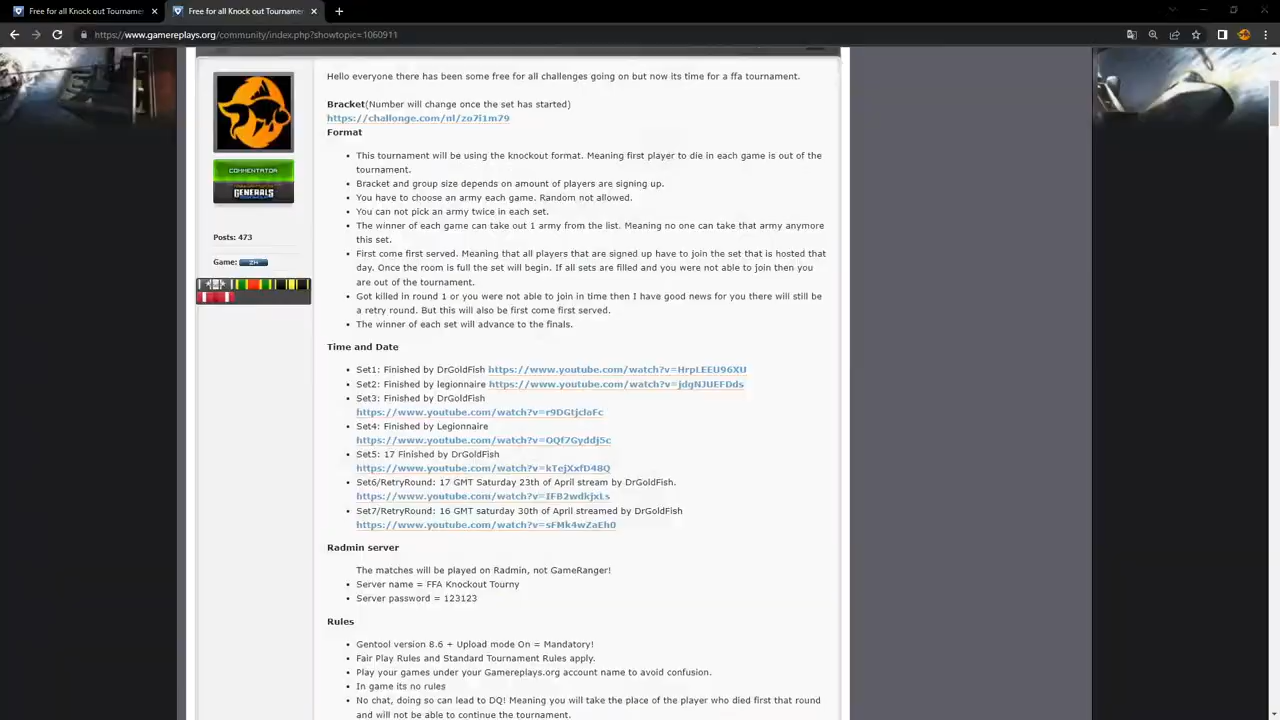 Free for all Knock out Tournamen
Free for all Knock out Tournamen
https://www.gamereplays.org/community/index.php?showtopic=1060911
Hello everyone there has been some free for all challenges going on but now its time for a ffa tournament.
Bracket(Number will change once the set has started)
https://challonge.com/nl/zo7i1m79
Format
• This tournament will be using the knockout format. Meaning first player to die in each game is out of the
tournament.
• Bracket and group size depends on amount of players are signing up.
• You have to choose an army each game. Random not allowed.
• You can not pick an army twice in each set.
• The winner of each game can take out 1 army from the list. Meaning no one can take that army anymore
this set.
• First come first served. Meaning that all players that are signed up have to join the set that is hosted that
day. Once the room is full the set will begin. If all sets are filled and you were not able to join then you
are out of the tournament.
• Got killed in round 1 or you were not able to join in time then I have good news for you there will still be
a retry round. But this will also be first come first served.
• The winner of each set will advance to the finals.
COMMENTATOR
GENERALS
Posts: 473
Game: ZH
Time and Date
• Set1: Finished by DrGoldFish https://www.youtube.com/watch?v=HrpLEEU96XU
• Set2: Finished by legionnaire https://www.youtube.com/watch?v=jdgNJUEFDds
• Set3: Finished by DrGoldFish
https://www.youtube.com/watch?v=r9DGtjclaFc
• Set4: Finished by Legionnaire
https://www.youtube.com/watch?v=OQf7Gyddj5c
• Set5: 17 Finished by DrGoldFish
https://www.youtube.com/watch?v=kTejXxfD48Q
• Set6/RetryRound: 17 GMT Saturday 23th of April stream by DrGoldFish.
https://www.youtube.com/watch?v=IFB2wdkjxLs
• Set7/RetryRound: 16 GMT saturday 30th of April streamed by DrGoldFish
https://www.youtube.com/watch?v=sFMk4wZaEh0
Radmin server
The matches will be played on Radmin, not GameRanger!
• Server name = FFA Knockout Tourny
• Server password = 123123
Rules
• Gentool version 8.6 + Upload mode On = Mandatory!
• Fair Play Rules and Standard Tournament Rules apply.
• Play your games under your Gamereplays.org account name to avoid confusion.
• In game its no rules
• No chat, doing so can lead to DQ! Meaning you will take the place of the player who died first that round
and will not be able to continue the tournament.